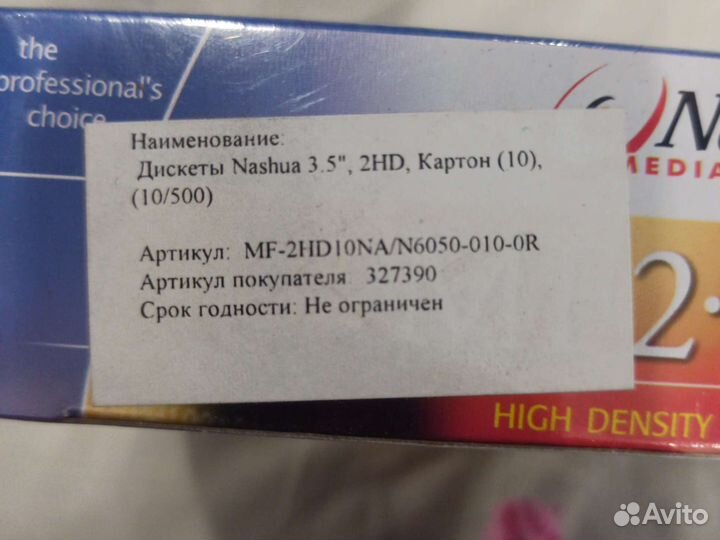 the
professional's
choice
Наименование:
Дискеты Nashua 3.5", 2HD, Картон (10),
(10/500)
Артикул: MF-2HD10NA/N6050-010-0R
Артикул покупателя 327390
Срок годности: Не ограничен
MEDIA
2
HIGH DENSITY
Avito